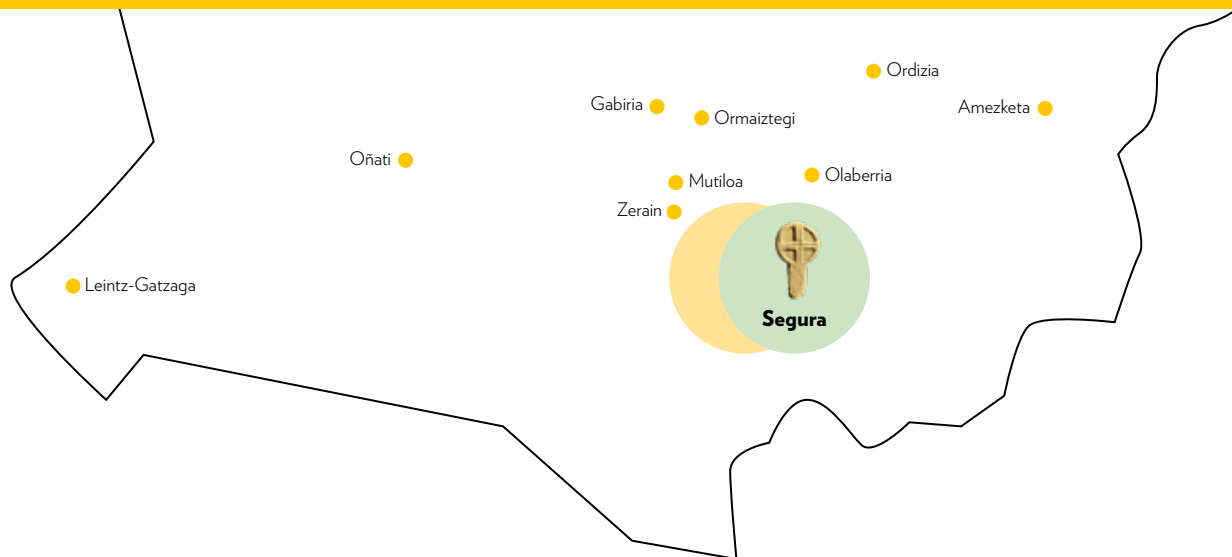 Ordizia
Gabiria
Amezketa
Ormaiztegi
Oñati
Olaberria
Mutiloa
Zerain
Leintz-Gatzaga
Segura